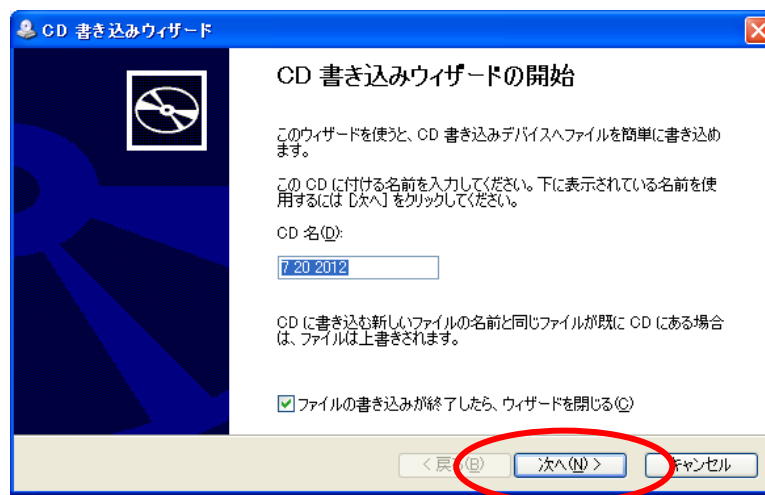 CD 書き込みウィザード
CD 書き込みウィザードの開始
このウィザードを使うと、CD 書き込みデバイスへファイルを簡単に書き込め
ます。
この CD に付ける名前を入力してください。下に表示されている名前を使
用するには [次へ] をクリックしてください。
CD 名(D):
7 20 2012
CD に書き込む新しいファイルの名前と同じファイルが既に CD にある場合
は、ファイルは上書きされます。
ファイルの書き込みが終了したら、ウィザードを閉じる(C)
< 戻る(B) 次へ(N) > キャンセル